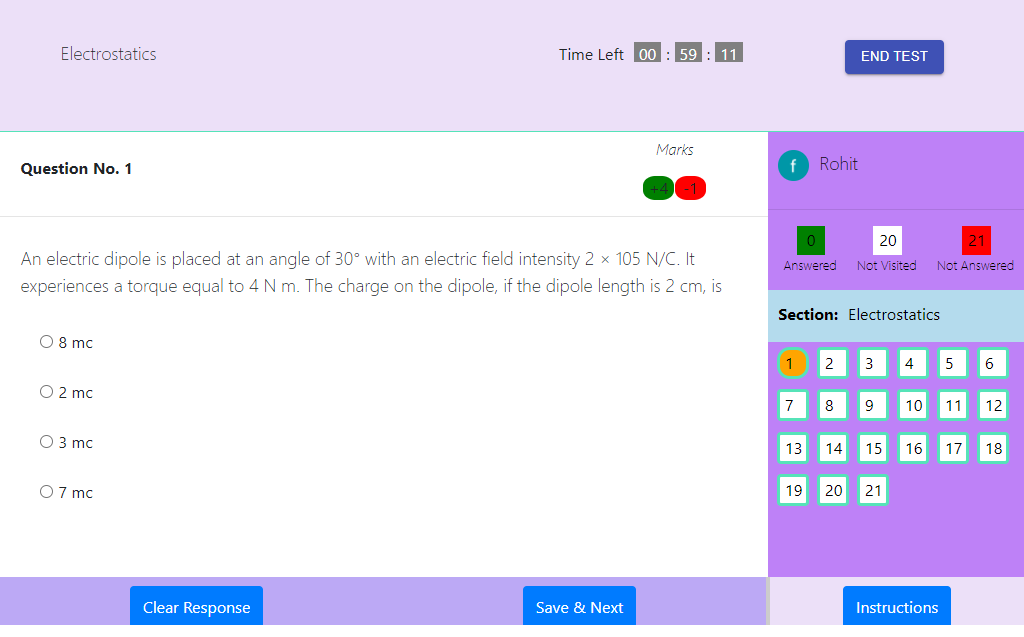 Electrostatics
Time Left 00 : 59 : 11
END TEST
Question No. 1
Marks
+4 -1
An electric dipole is placed at an angle of 30° with an electric field intensity 2 × 105 N/C. It
experiences a torque equal to 4 N m. The charge on the dipole, if the dipole length is 2 cm, is
8 mc
2 mc
3 mc
7 mc
Clear Response
Save & Next
f Rohit
0 20 21
Answered Not Visited Not Answered
Section: Electrostatics
1 2 3 4 5 6
7 8 9 10 11 12
13 14 15 16 17 18
19 20 21
Instructions